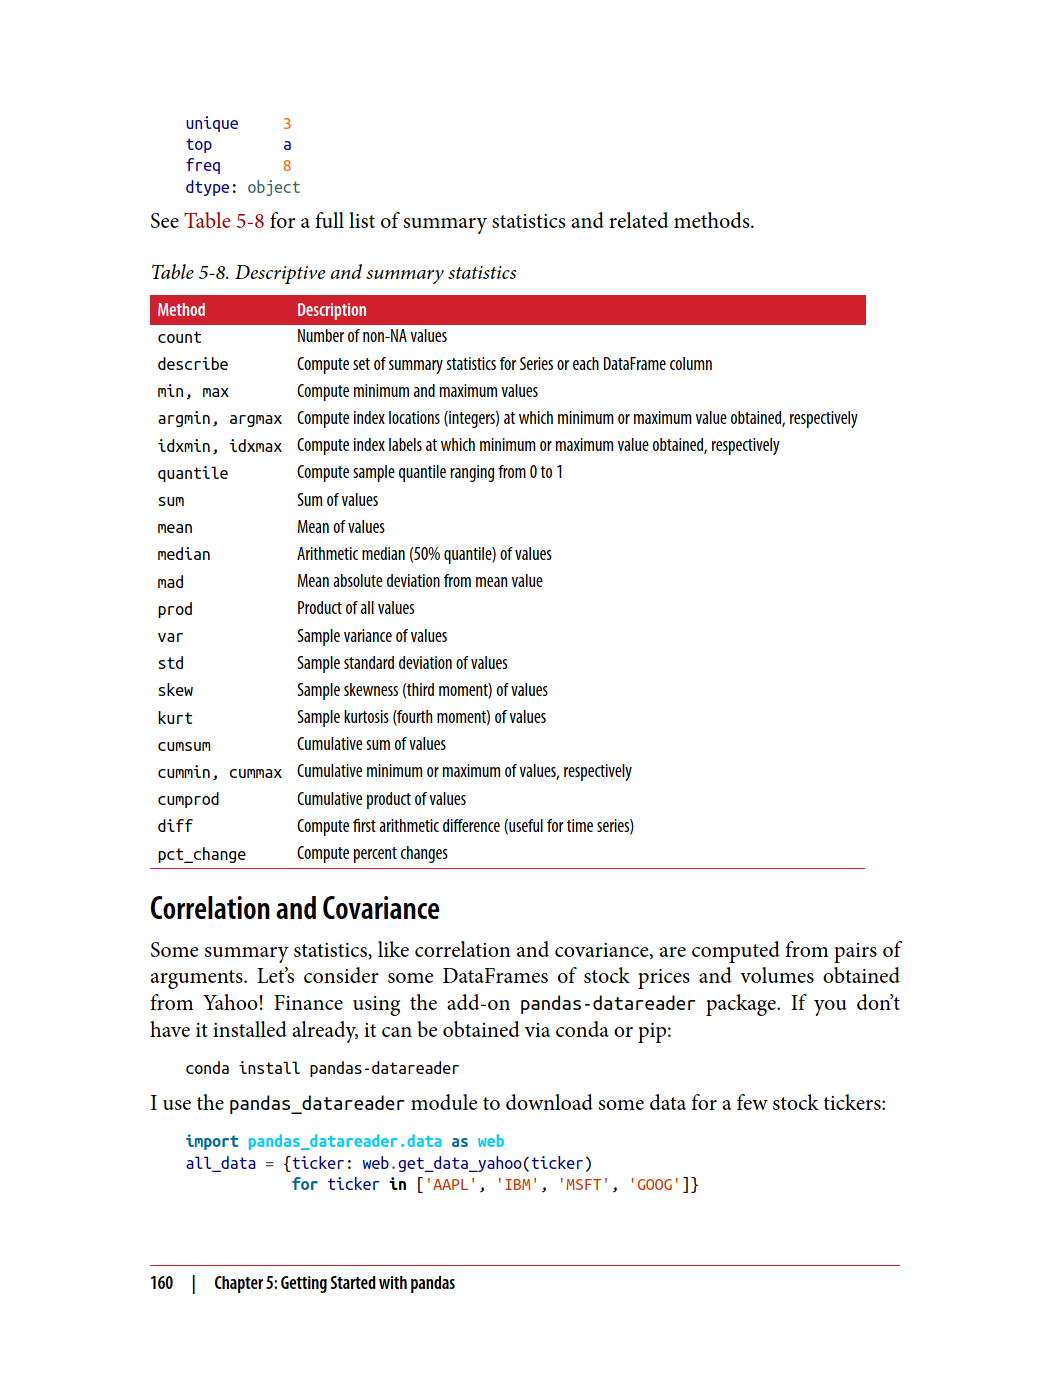 unique     3
top        a
freq       8
dtype: object
See Table 5-8 for a full list of summary statistics and related methods.
Table 5-8. Descriptive and summary statistics
Method Description
count Number of non-NA values
describe Compute set of summary statistics for Series or each DataFrame column
min, max Compute minimum and maximum values
argmin, argmax Compute index locations (integers) at which minimum or maximum value obtained, respectively
idxmin, idxmax Compute index labels at which minimum or maximum value obtained, respectively
quantile Compute sample quantile ranging from 0 to 1
sum Sum of values
mean Mean of values
median Arithmetic median (50% quantile) of values
mad Mean absolute deviation from mean value
prod Product of all values
var Sample variance of values
std Sample standard deviation of values
skew Sample skewness (third moment) of values
kurt Sample kurtosis (fourth moment) of values
cumsum Cumulative sum of values
cummin, cummax Cumulative minimum or maximum of values, respectively
cumprod Cumulative product of values
diff Compute first arithmetic difference (useful for time series)
pct_change Compute percent changes
Correlation and Covariance
Some summary statistics, like correlation and covariance, are computed from pairs of
arguments. Let’s consider some DataFrames of stock prices and volumes obtained
from Yahoo! Finance using the add-on pandas-datareader package. If you don’t
have it installed already, it can be obtained via conda or pip:
conda install pandas-datareader
I use the pandas_datareader module to download some data for a few stock tickers:
import pandas_datareader.data as web
all_data = {ticker: web.get_data_yahoo(ticker)
            for ticker in ['AAPL', 'IBM', 'MSFT', 'GOOG']}
160 | Chapter 5: Getting Started with pandas